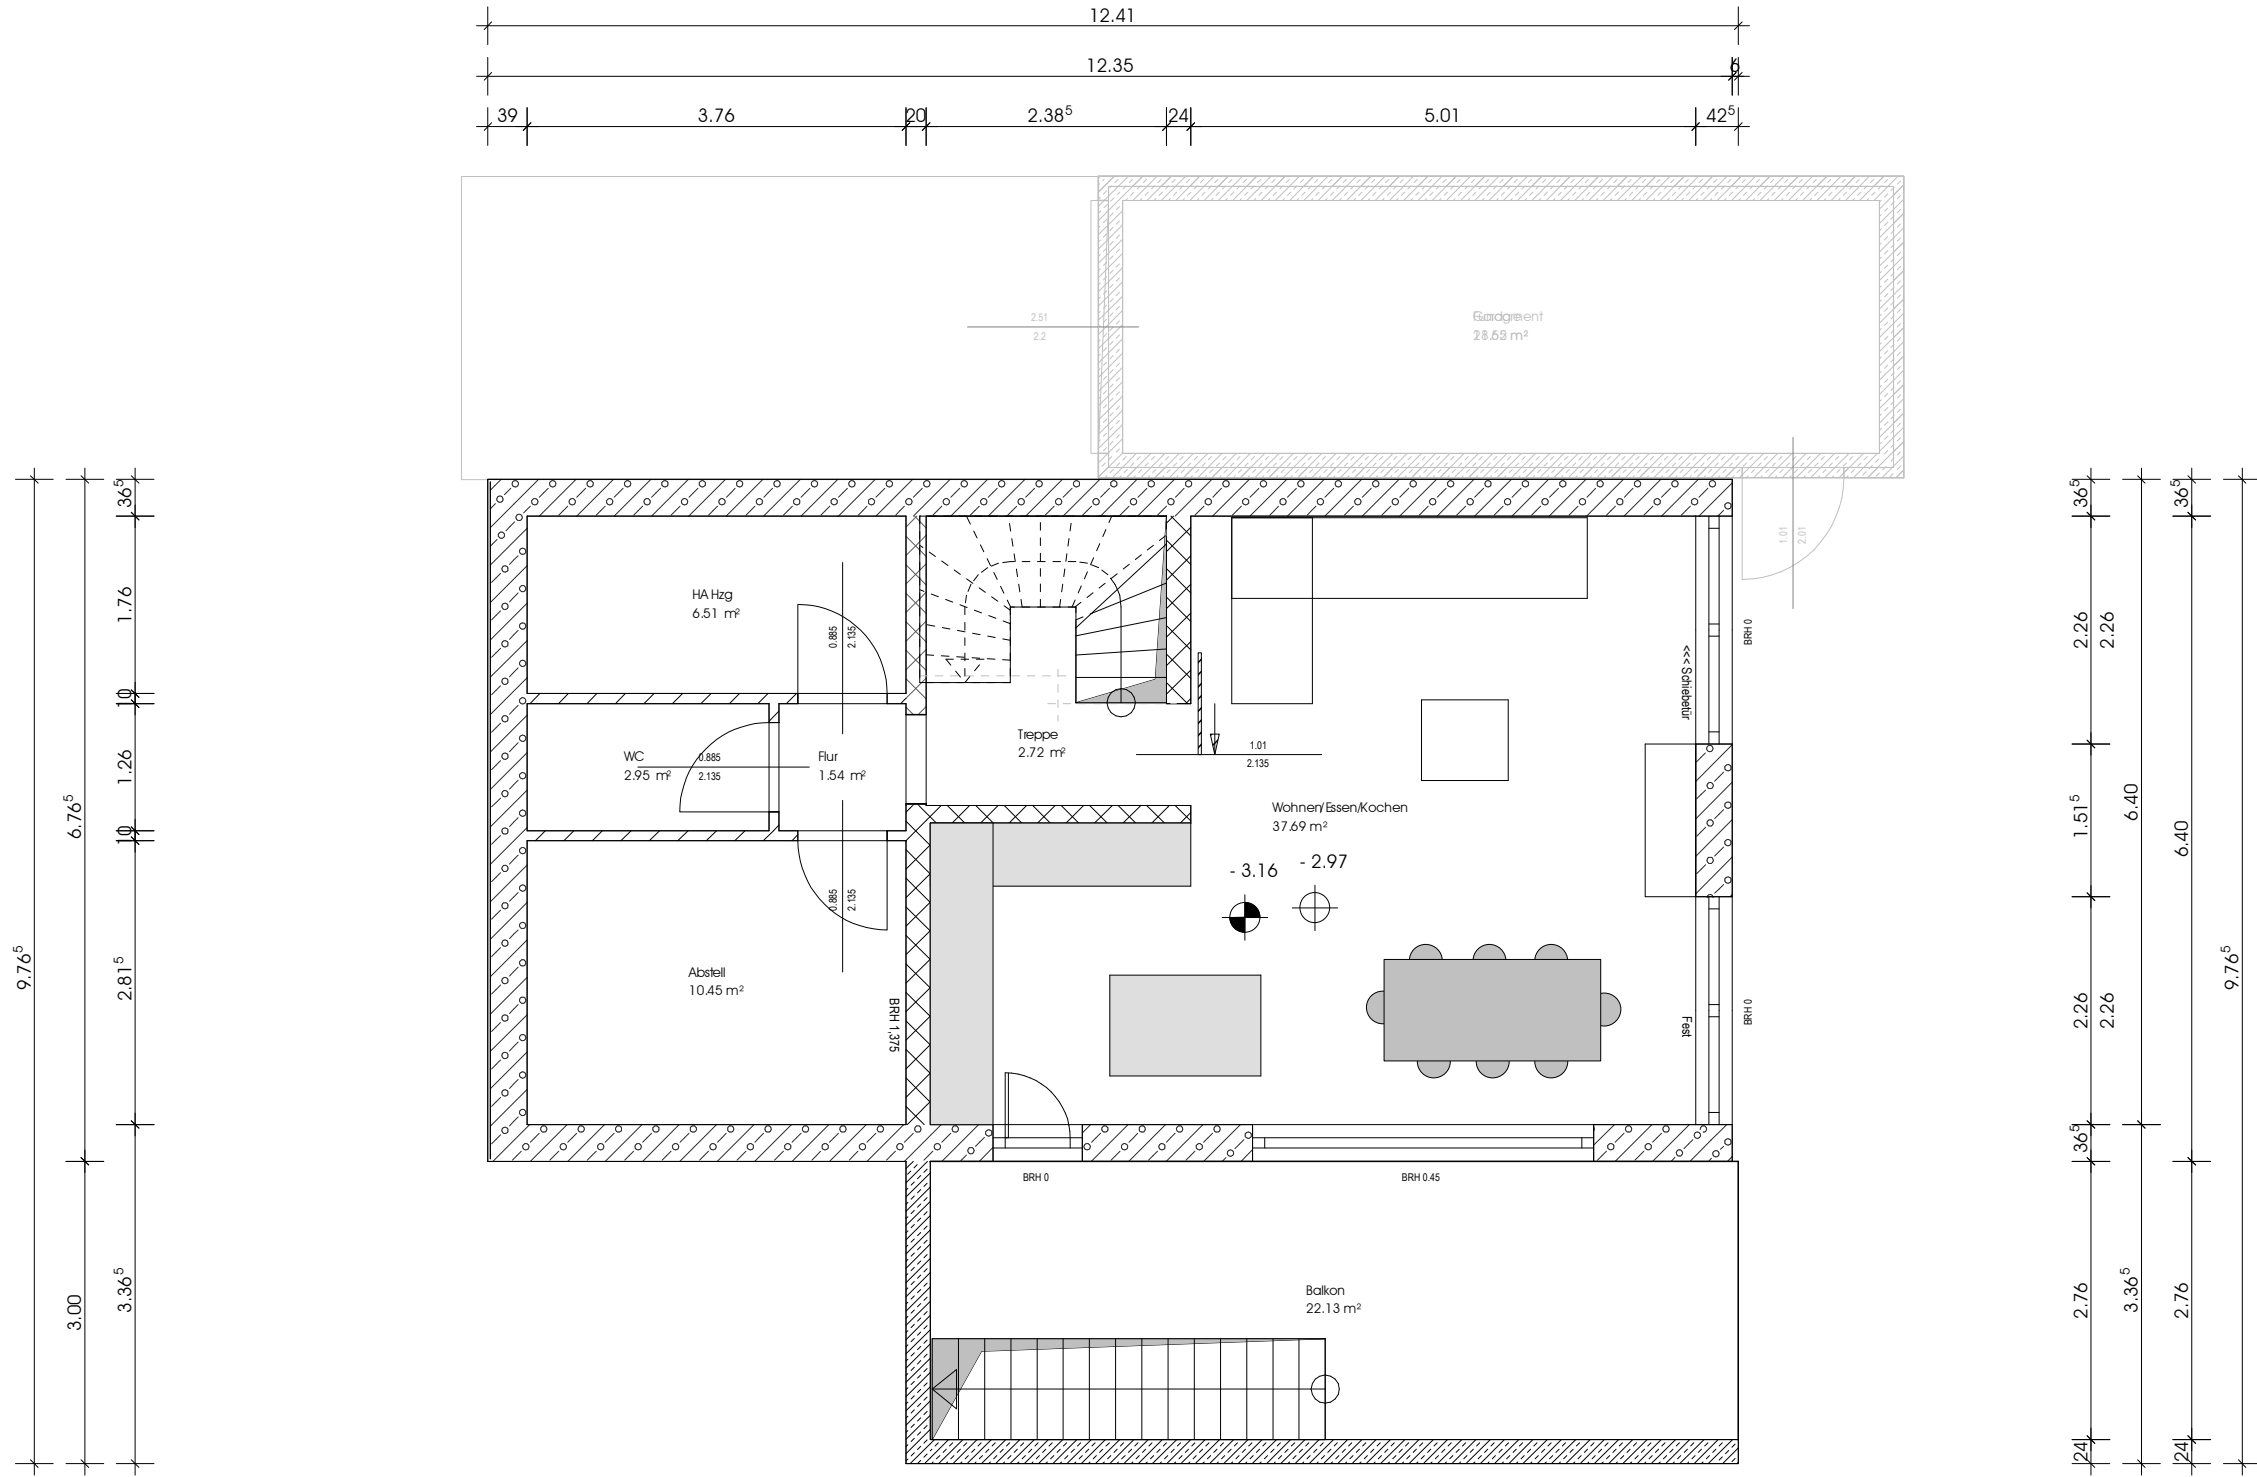 12.41
12.35
6
39
3.76
20
2.38⁵
24
5.01
42⁵
2.51
2.2
1.01
2.01
9.76⁵
6.76⁵
3.00
36⁵
1.76
10
1.26
10
2.81⁵
3.36⁵
HA Hzg
6.51 m²
0.885
2.135
WC
2.95 m²
0.885
2.135
Flur
1.54 m²
Treppe
2.72 m²
1.01
2.135
Wohnen/Essen/Kochen
37.69 m²
- 3.16
- 2.97
<<< Schiebetür
BRH 0
Abstell
10.45 m²
0.885
2.135
BRH 1,375
Fest
BRH 0
BRH 0
BRH 0.45
Balkon
22.13 m²
36⁵
2.26
2.26
1.51⁵
2.26
2.26
36⁵
2.76
24
6.40
3.36⁵
36⁵
6.40
2.76
24
9.76⁵